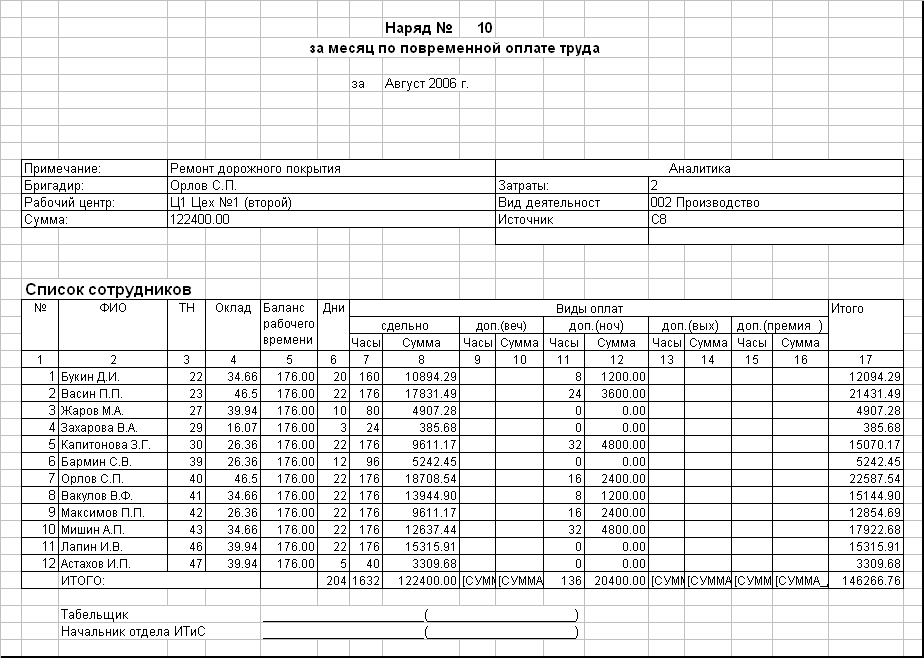 Наряд № 10
за месяц по повременной оплате труда
за Август 2006 г.
Примечание: Ремонт дорожного покрытия Аналитика
Бригадир: Орлов С.П. Затраты: 2
Рабочий центр: Ц1 Цех №1 (второй) Вид деятельност 002 Производство
Сумма: 122400.00 Источник С8
Список сотрудников
№ ФИО ТН Оклад Баланс Дни Виды оплат Итого
рабочего сдельно доп.(веч) доп.(ноч) доп.(вых) доп.(премия )
времени Часы Сумма Часы Сумма Часы Сумма Часы Сумма Часы Сумма
1 2 3 4 5 6 7 8 9 10 11 12 13 14 15 16 17
1 Букин Д.И. 22 34.66 176.00 20 160 10894.29 8 1200.00 12094.29
2 Васин П.П. 23 46.5 176.00 22 176 17831.49 24 3600.00 21431.49
3 Жаров М.А. 27 39.94 176.00 10 80 4907.28 0 0.00 4907.28
4 Захарова В.А. 29 16.07 176.00 3 24 385.68 0 0.00 385.68
5 Капитонова З.Г. 30 26.36 176.00 22 176 9611.17 32 4800.00 15070.17
6 Бармин С.В. 39 26.36 176.00 12 96 5242.45 0 0.00 5242.45
7 Орлов С.П. 40 46.5 176.00 22 176 18708.54 16 2400.00 22587.54
8 Вакулов В.Ф. 41 34.66 176.00 22 176 13944.90 8 1200.00 15144.90
9 Максимов П.П. 42 26.36 176.00 22 176 9611.17 16 2400.00 12854.69
10 Мишин А.П. 43 34.66 176.00 22 176 12637.44 32 4800.00 17922.68
11 Лапин И.В. 46 39.94 176.00 22 176 15315.91 0 0.00 15315.91
12 Астахов И.П. 47 39.94 176.00 5 40 3309.68 0 0.00 3309.68
ИТОГО: 204 1632 122400.00 [СУММ [СУММА 136 20400.00 [СУММ [СУММА [СУММ [СУММА_ 146266.76
Табельщик ( )
Начальник отдела ИТиС ( )